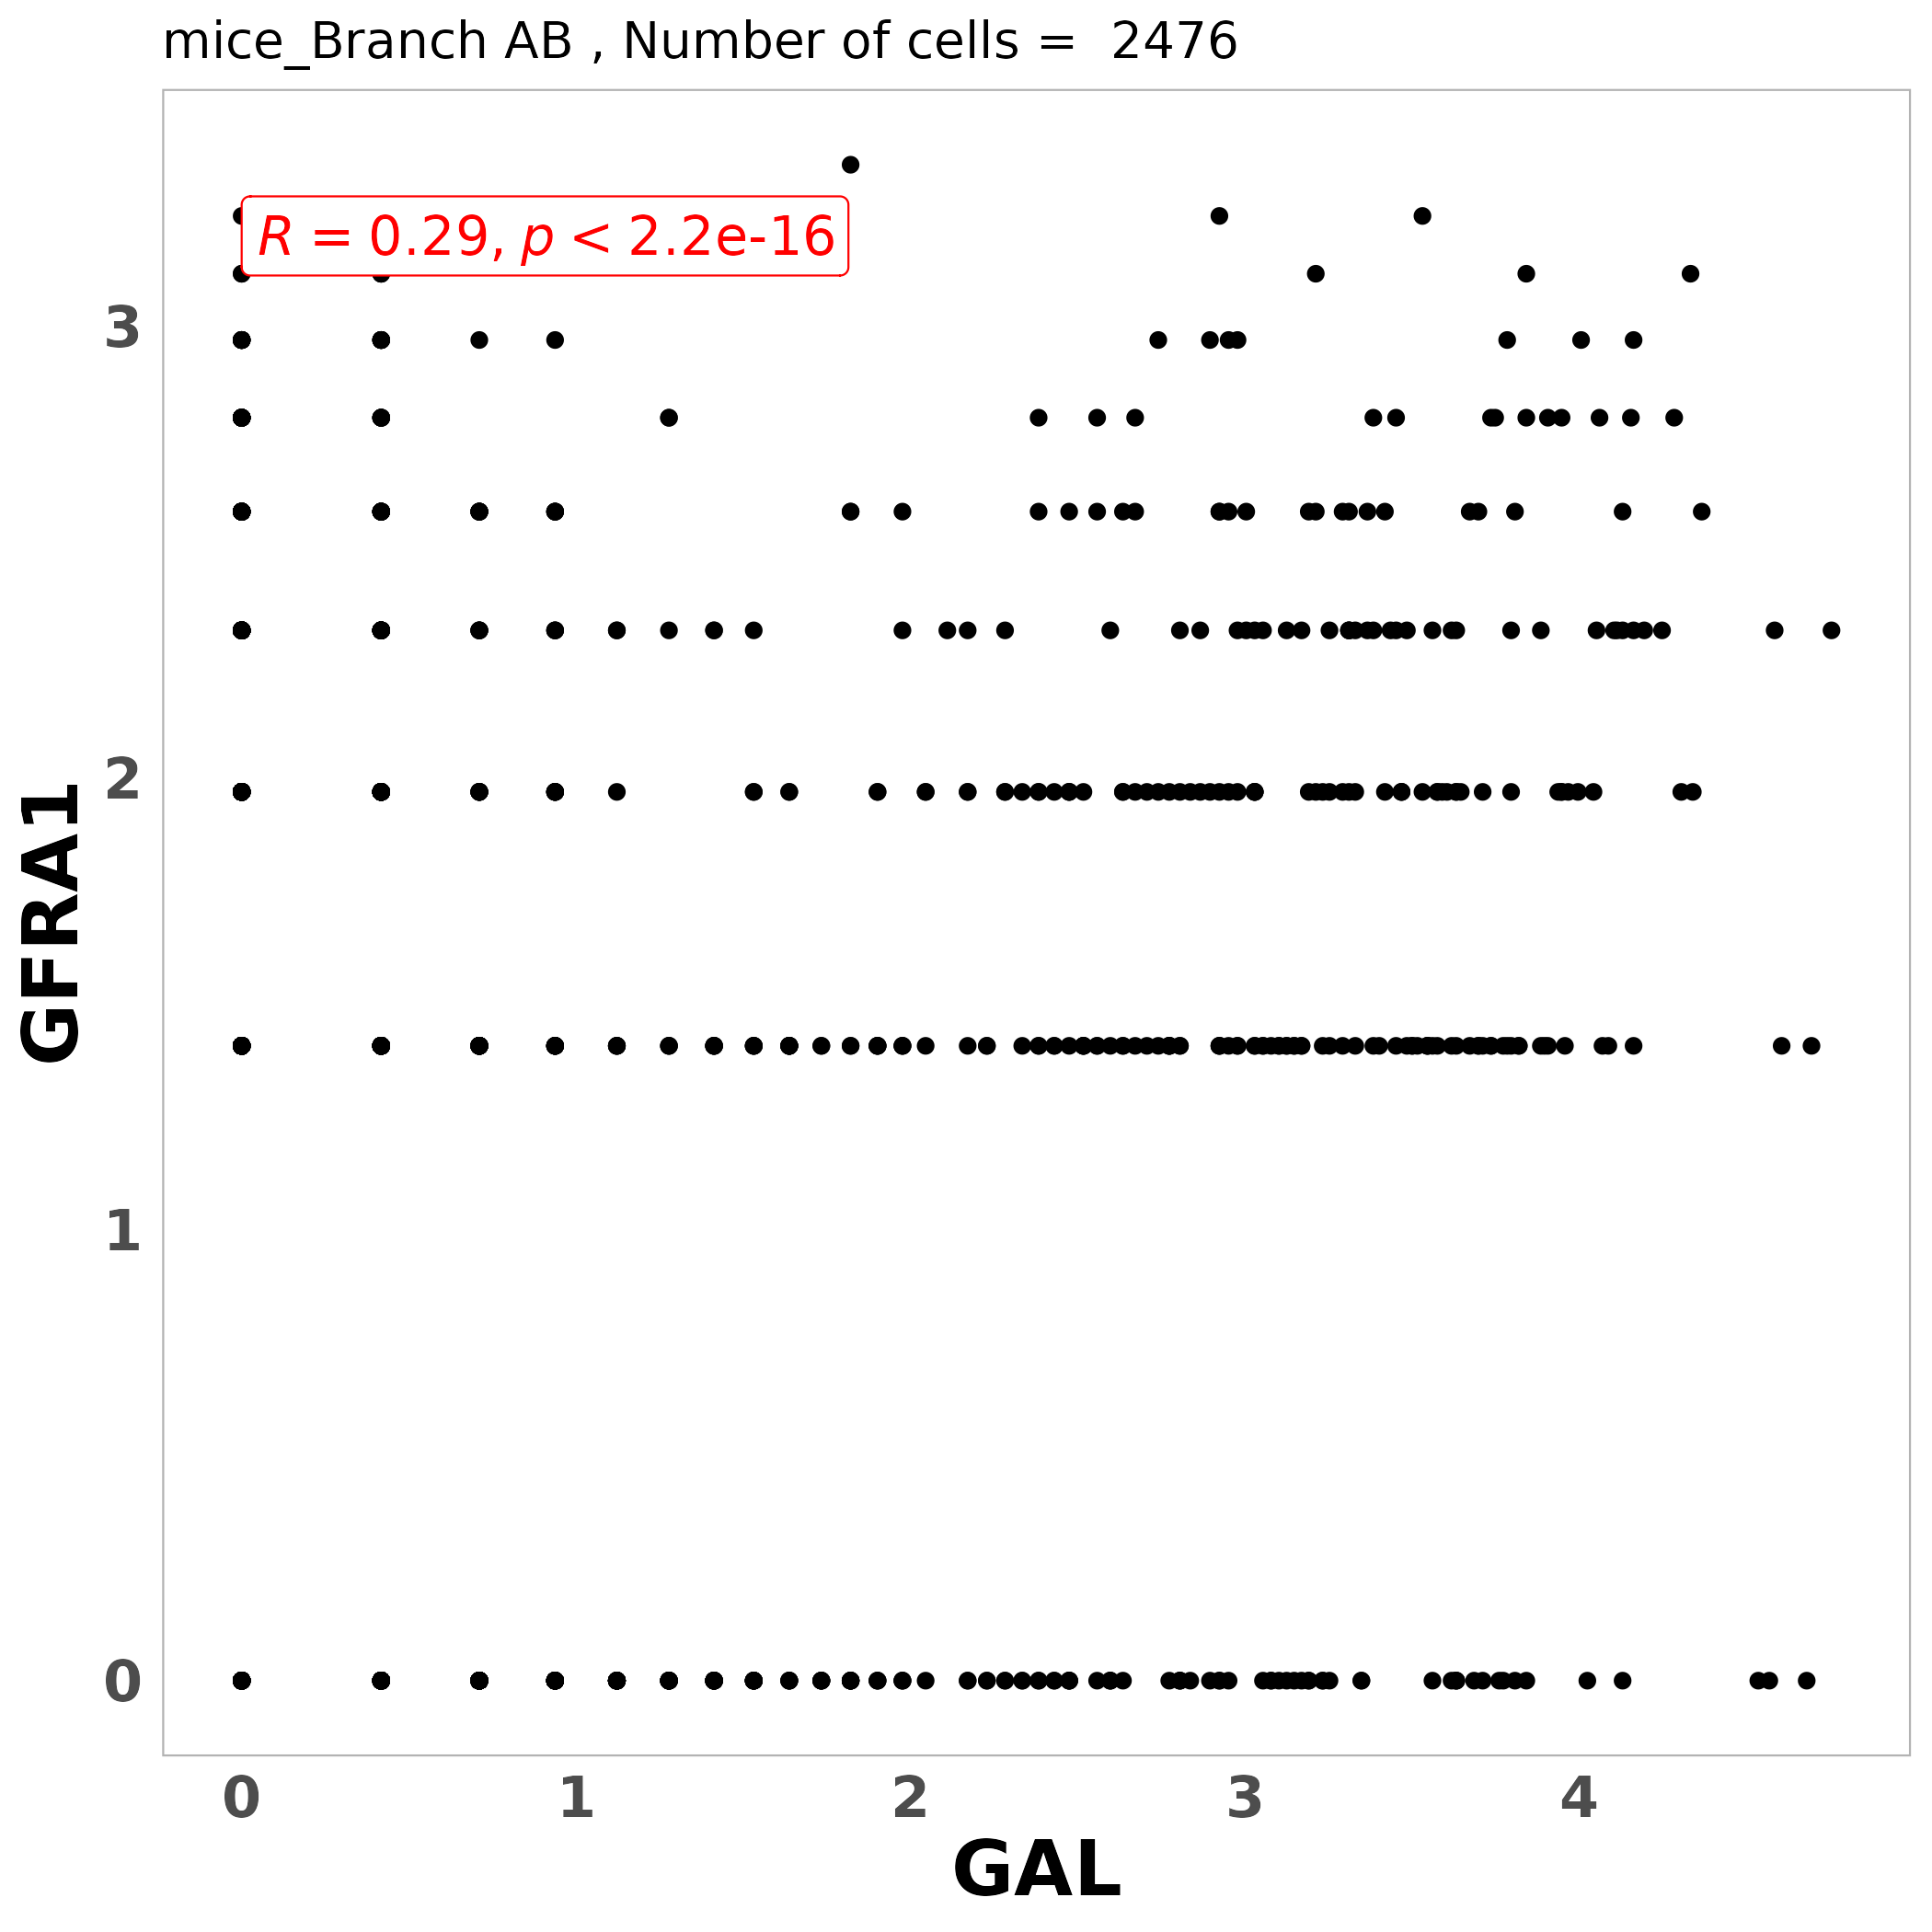 mice_Branch AB , Number of cells =  2476
R = 0.29, p < 2.2e-16
3
2
1
0
GFRA1
0 1 2 3 4
GAL